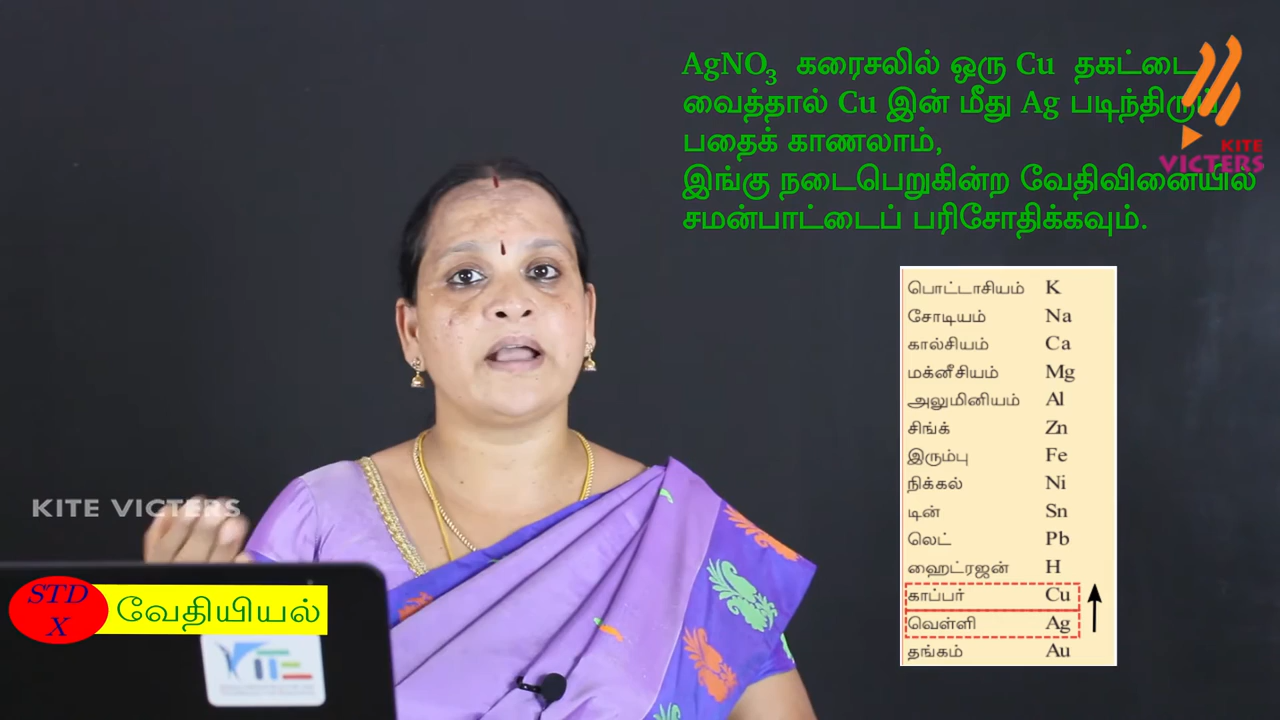 AgNO₃ கரைசலில் ஒரு Cu தகட்டை
வைத்தால் Cu இன் மீது Ag படிந்திருப்
பதைக் காணலாம்,
இங்கு நடைபெறுகின்ற வேதிவினையில்
சமன்பாட்டைப் பரிசோதிக்கவும்.
KITE
VICTERS
பொட்டாசியம் K
சோடியம் Na
கால்சியம் Ca
மக்னீசியம் Mg
அலுமினியம் Al
சிங்க் Zn
இரும்பு Fe
நிக்கல் Ni
டின் Sn
லெட் Pb
ஹைட்ரஜன் H
காப்பர் Cu
வெள்ளி Ag
தங்கம் Au
KITE VICTERS
STD
X
வேதியியல்
KITE